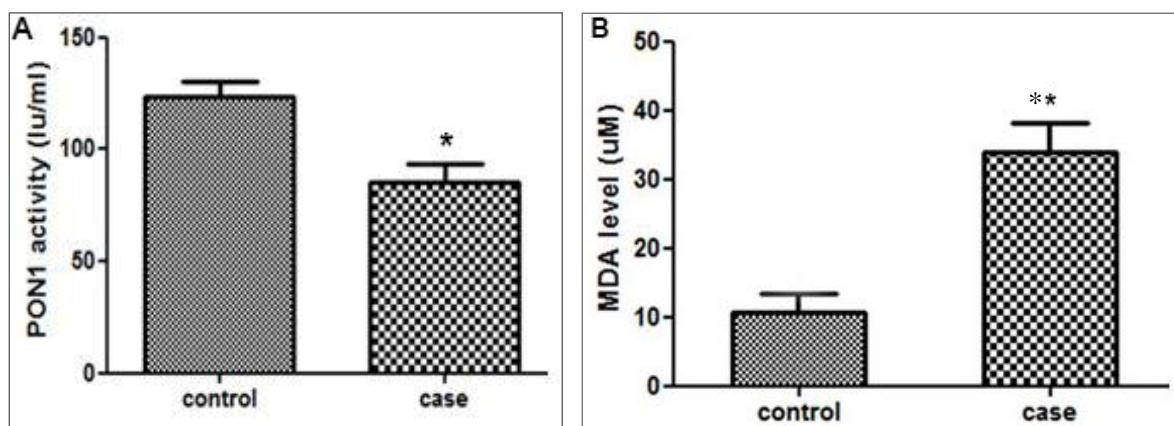 A
PON1 activity (Iu/ml)
150
100
50
0
*
control
case
B
MDA level (uM)
50
40
30
20
10
0
**
control
case